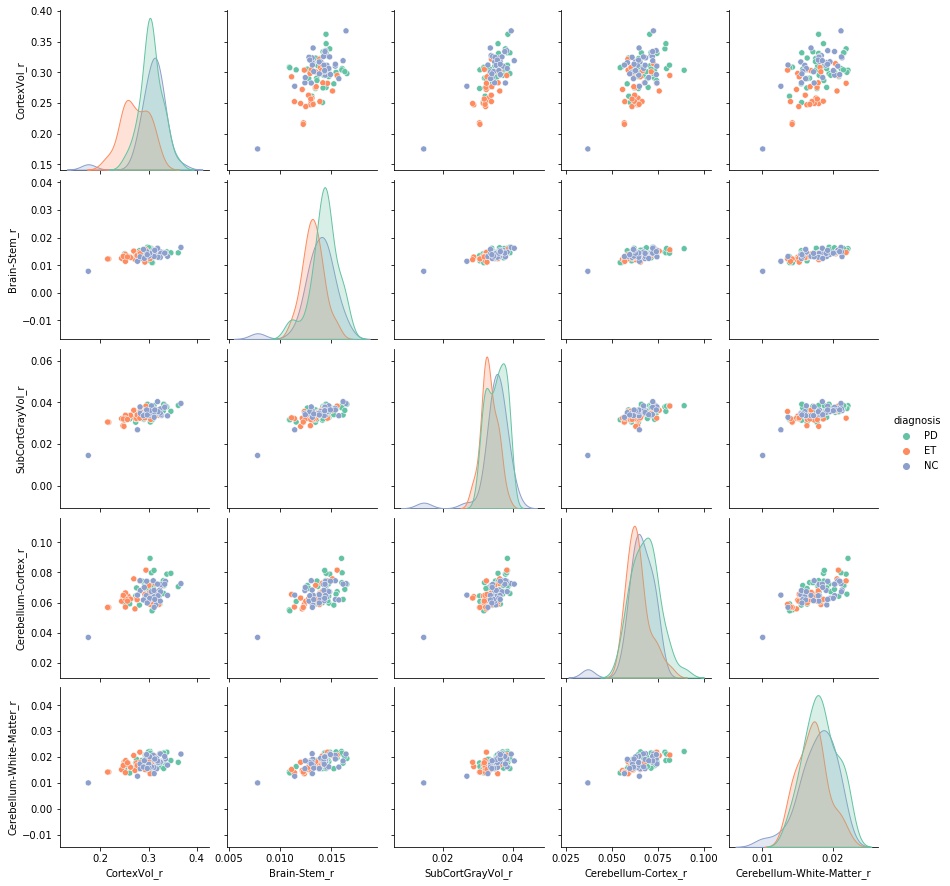 0.40
0.35
0.30
0.25
0.20
0.15
CortexVol_r
0.04
0.03
0.02
0.01
0.00
−0.01
Brain-Stem_r
0.06
0.04
0.02
0.00
SubCortGrayVol_r
diagnosis
PD
ET
NC
0.10
0.08
0.06
0.04
0.02
Cerebellum-Cortex_r
0.04
0.03
0.02
0.01
0.00
−0.01
Cerebellum-White-Matter_r
0.2 0.3 0.4
CortexVol_r
0.005 0.010 0.015
Brain-Stem_r
0.02 0.04
SubCortGrayVol_r
0.025 0.050 0.075 0.100
Cerebellum-Cortex_r
0.01 0.02
Cerebellum-White-Matter_r